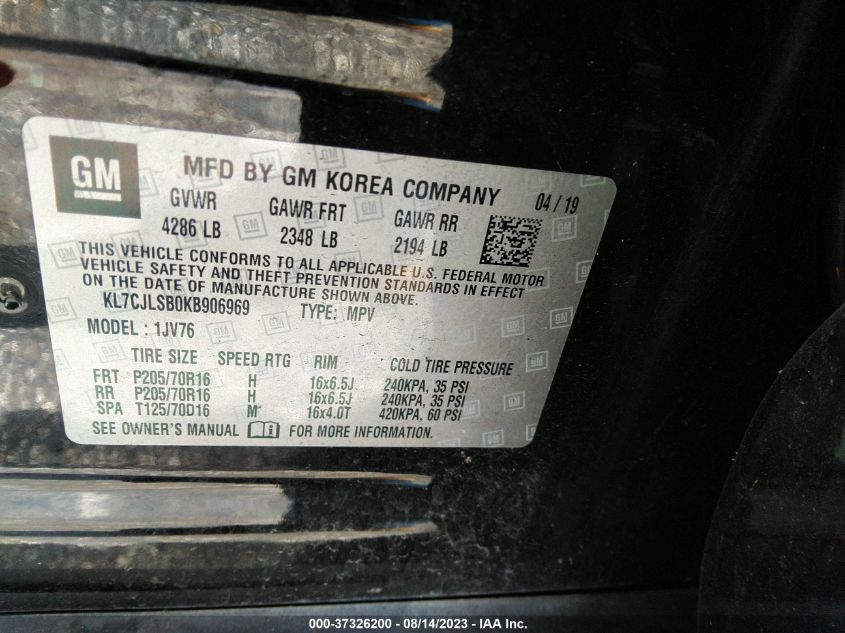 GM MFD BY GM KOREA COMPANY 04/19
GVWR GAWR FRT GAWR RR
4286 LB 2348 LB 2194 LB
THIS VEHICLE CONFORMS TO ALL APPLICABLE U.S. FEDERAL MOTOR
VEHICLE SAFETY AND THEFT PREVENTION STANDARDS IN EFFECT
ON THE DATE OF MANUFACTURE SHOWN ABOVE.
KL7CJLSB0KB906969 TYPE: MPV
MODEL: 1JV76
TIRE SIZE SPEED RTG RIM COLD TIRE PRESSURE
FRT P205/70R16 H 16x6.5J 240KPA, 35 PSI
RR P205/70R16 H 16x6.5J 240KPA, 35 PSI
SPA T125/70D16 M* 16x4.0T 420KPA, 60 PSI
SEE OWNER'S MANUAL FOR MORE INFORMATION.
000-37326200 - 08/14/2023 - IAA Inc.